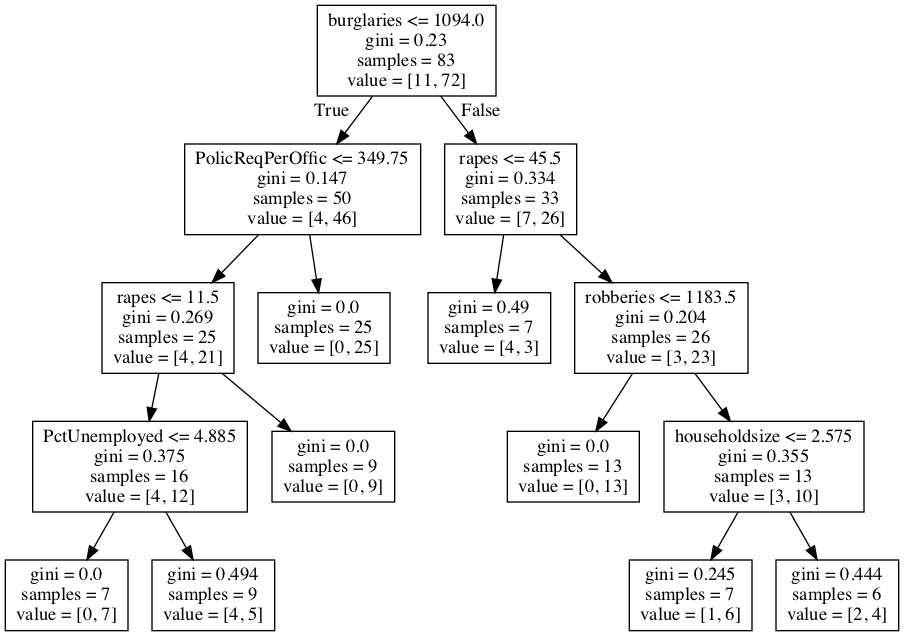 burglaries <= 1094.0
gini = 0.23
samples = 83
value = [11, 72]
True
False
PolicReqPerOffic <= 349.75
gini = 0.147
samples = 50
value = [4, 46]
rapes <= 45.5
gini = 0.334
samples = 33
value = [7, 26]
rapes <= 11.5
gini = 0.269
samples = 25
value = [4, 21]
gini = 0.0
samples = 25
value = [0, 25]
gini = 0.49
samples = 7
value = [4, 3]
robberies <= 1183.5
gini = 0.204
samples = 26
value = [3, 23]
PctUnemployed <= 4.885
gini = 0.375
samples = 16
value = [4, 12]
gini = 0.0
samples = 9
value = [0, 9]
gini = 0.0
samples = 13
value = [0, 13]
householdsize <= 2.575
gini = 0.355
samples = 13
value = [3, 10]
gini = 0.0
samples = 7
value = [0, 7]
gini = 0.494
samples = 9
value = [4, 5]
gini = 0.245
samples = 7
value = [1, 6]
gini = 0.444
samples = 6
value = [2, 4]